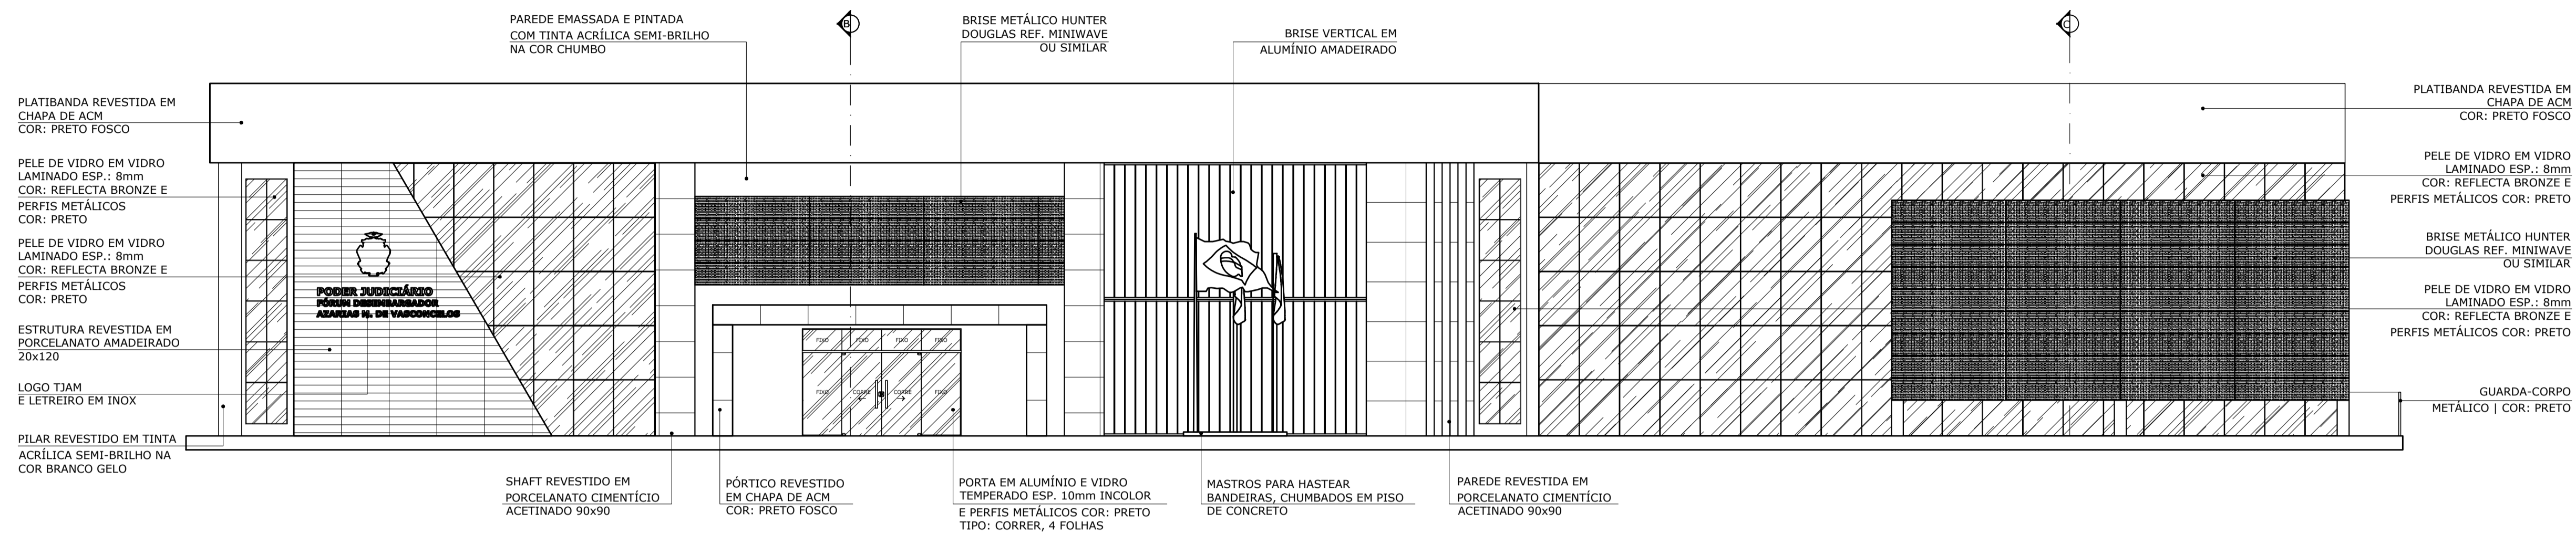 PAREDE EMASSADA E PINTADA
COM TINTA ACRÍLICA SEMI-BRILHO
NA COR CHUMBO
B
BRISE METÁLICO HUNTER
DOUGLAS REF. MINIWAVE
OU SIMILAR
BRISE VERTICAL EM
ALUMÍNIO AMADEIRADO
C
PLATIBANDA REVESTIDA EM
CHAPA DE ACM
COR: PRETO FOSCO
PELE DE VIDRO EM VIDRO
LAMINADO ESP.: 8mm
COR: REFLECTA BRONZE E
PERFIS METÁLICOS
COR: PRETO
PELE DE VIDRO EM VIDRO
LAMINADO ESP.: 8mm
COR: REFLECTA BRONZE E
PERFIS METÁLICOS
COR: PRETO
ESTRUTURA REVESTIDA EM
PORCELANATO AMADEIRADO
20x120
LOGO TJAM
E LETREIRO EM INOX
PILAR REVESTIDO EM TINTA
ACRÍLICA SEMI-BRILHO NA
COR BRANCO GELO
PODER JUDICIÁRIO
FÓRUM DESEMBARGADOR
AZARIAS M. DE VASCONCELOS
FIXO FIXO FIXO FIXO
FIXO CORRE CORRE FIXO
PLATIBANDA REVESTIDA EM
CHAPA DE ACM
COR: PRETO FOSCO
PELE DE VIDRO EM VIDRO
LAMINADO ESP.: 8mm
COR: REFLECTA BRONZE E
PERFIS METÁLICOS COR: PRETO
BRISE METÁLICO HUNTER
DOUGLAS REF. MINIWAVE
OU SIMILAR
PELE DE VIDRO EM VIDRO
LAMINADO ESP.: 8mm
COR: REFLECTA BRONZE E
PERFIS METÁLICOS COR: PRETO
GUARDA-CORPO
METÁLICO | COR: PRETO
SHAFT REVESTIDO EM
PORCELANATO CIMENTÍCIO
ACETINADO 90x90
PÓRTICO REVESTIDO
EM CHAPA DE ACM
COR: PRETO FOSCO
PORTA EM ALUMÍNIO E VIDRO
TEMPERADO ESP. 10mm INCOLOR
E PERFIS METÁLICOS COR: PRETO
TIPO: CORRER, 4 FOLHAS
MASTROS PARA HASTEAR
BANDEIRAS, CHUMBADOS EM PISO
DE CONCRETO
PAREDE REVESTIDA EM
PORCELANATO CIMENTÍCIO
ACETINADO 90x90